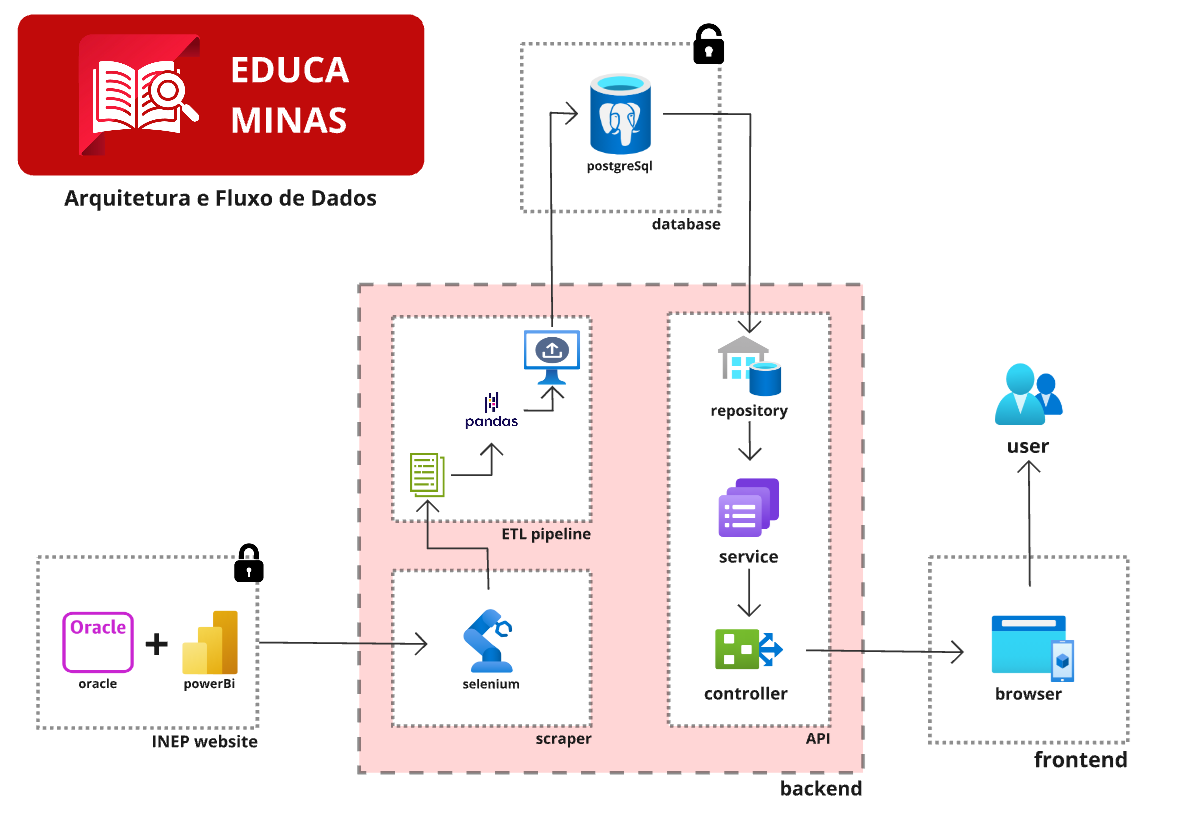 EDUCA
MINAS
Arquitetura e Fluxo de Dados
postgreSql
database
pandas
ETL pipeline
repository
service
controller
API
Oracle
oracle
powerBi
INEP website
selenium
scraper
backend
user
browser
frontend